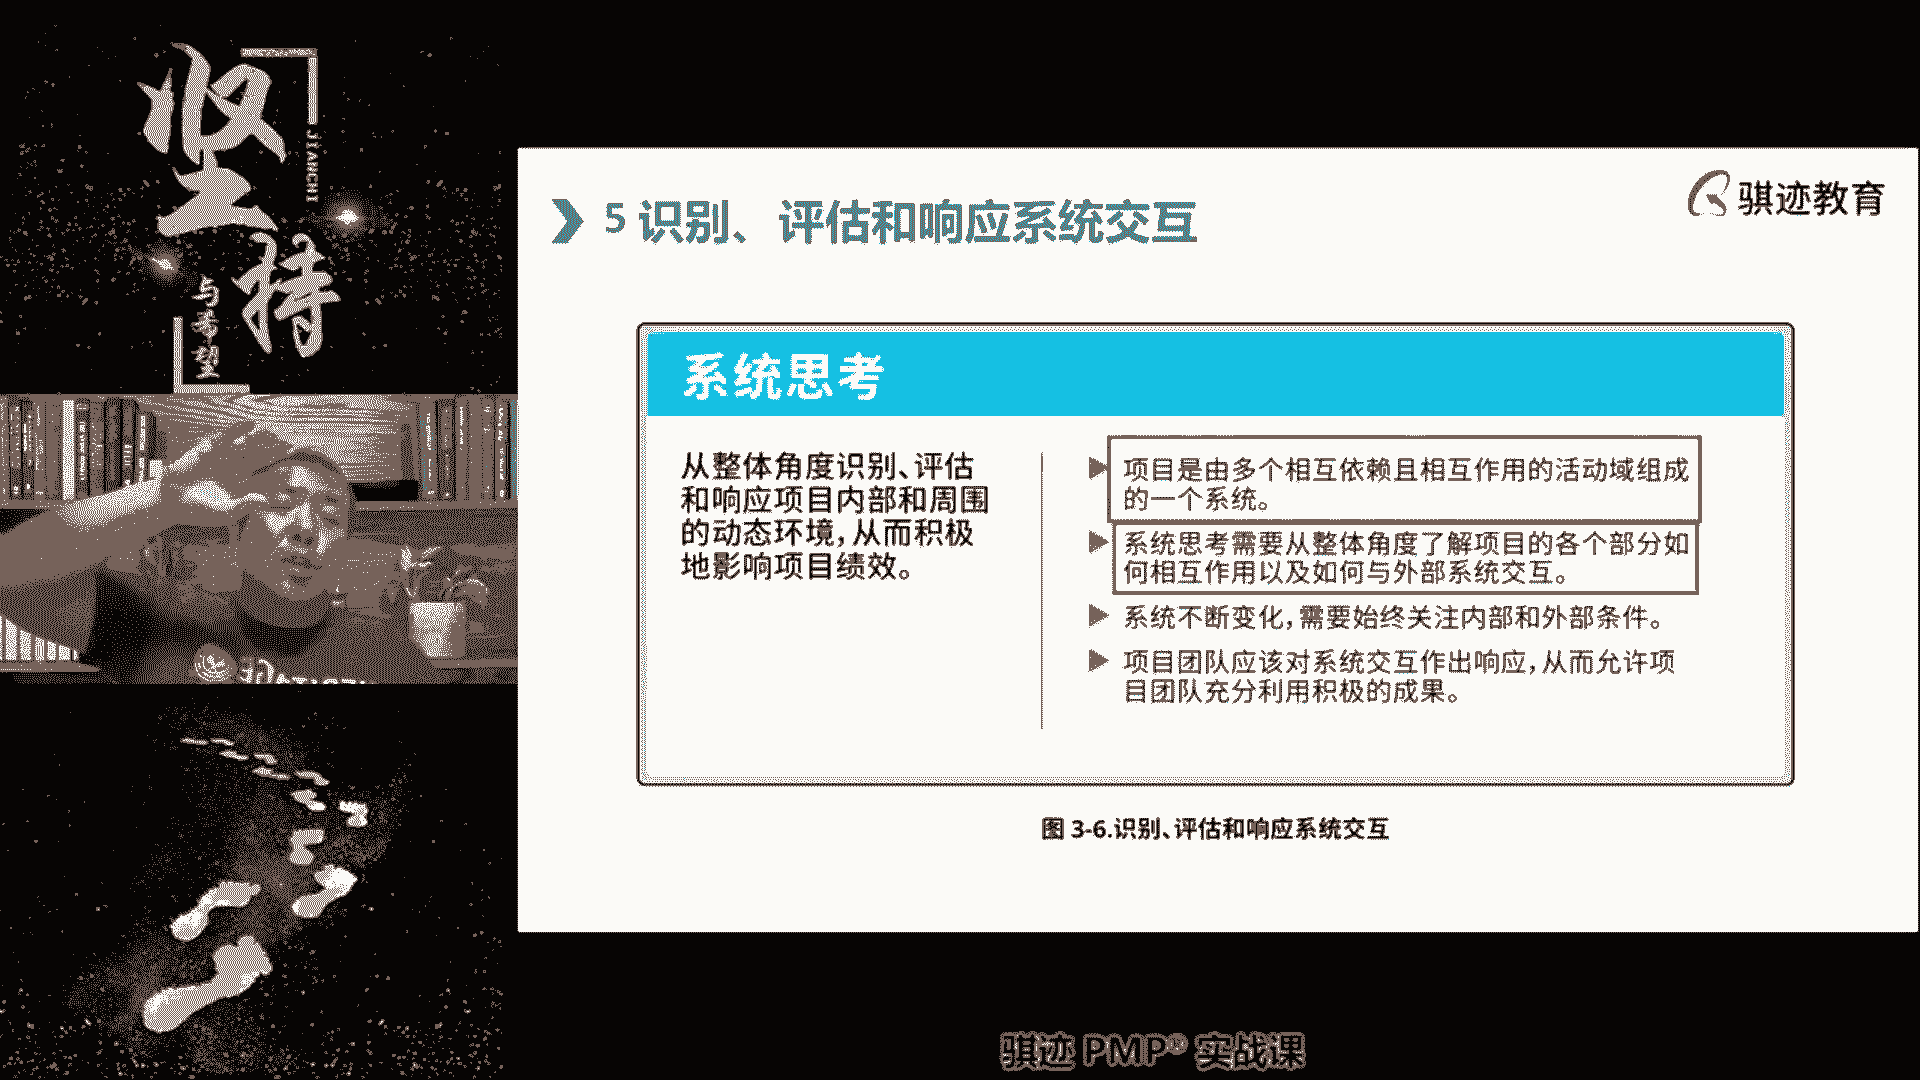 坚持
JIANCHI
与希望
骐迹教育
5 识别、评估和响应系统交互
系统思考
从整体角度识别、评估
和响应项目内部和周围
的动态环境,从而积极
地影响项目绩效。
项目是由多个相互依赖且相互作用的活动域组成
的一个系统。
系统思考需要从整体角度了解项目的各个部分如
何相互作用以及如何与外部系统交互。
系统不断变化,需要始终关注内部和外部条件。
项目团队应该对系统交互作出响应,从而允许项
目团队充分利用积极的成果。
图 3-6.识别、评估和响应系统交互
骐迹 PMP® 实战课